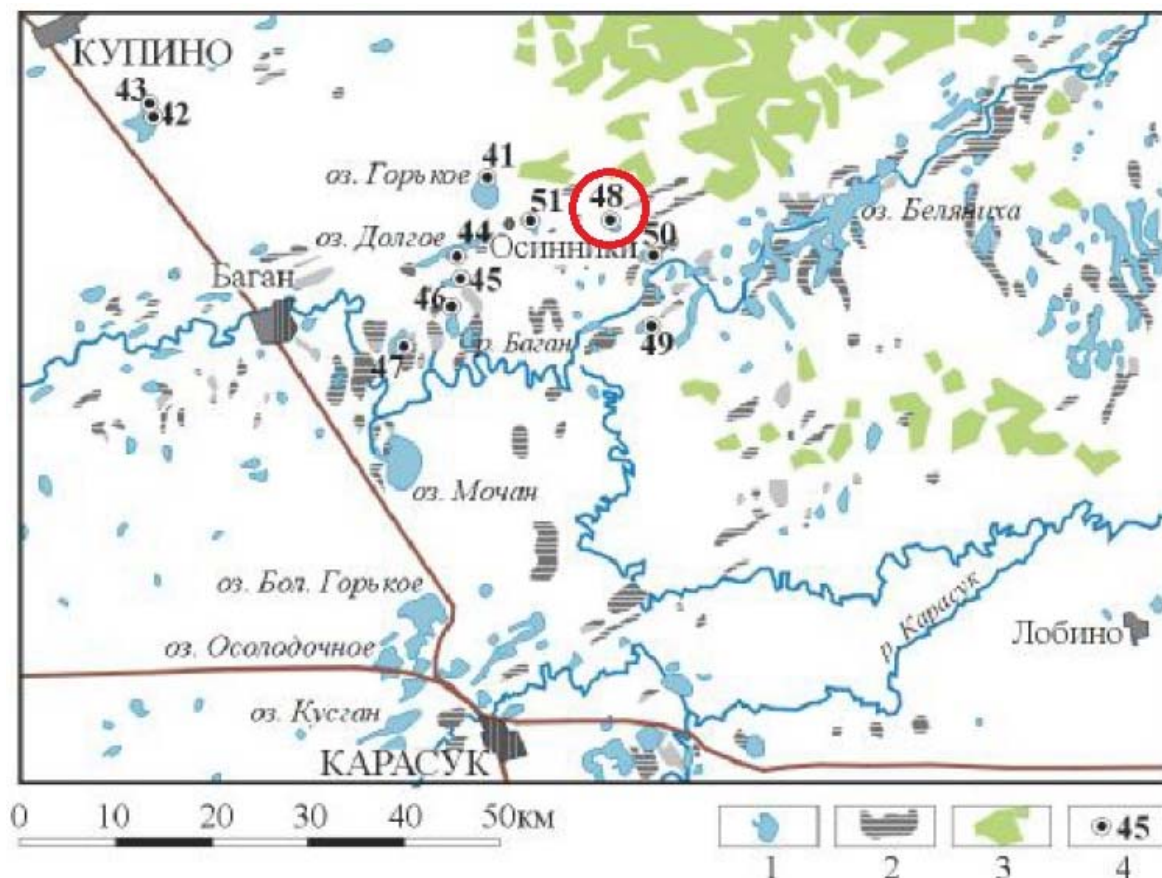 КУПИНО
43
42
41
оз. Горькое
51
48
оз. Беляниха
44
оз. Долгое
Осинники
50
Баган
45
46
р. Баган
49
47
оз. Мочан
оз. Бол. Горькое
р. Карасук
Лобино
оз. Осолодочное
оз. Кусган
КАРАСУК
0 10 20 30 40 50км
45
1 2 3 4